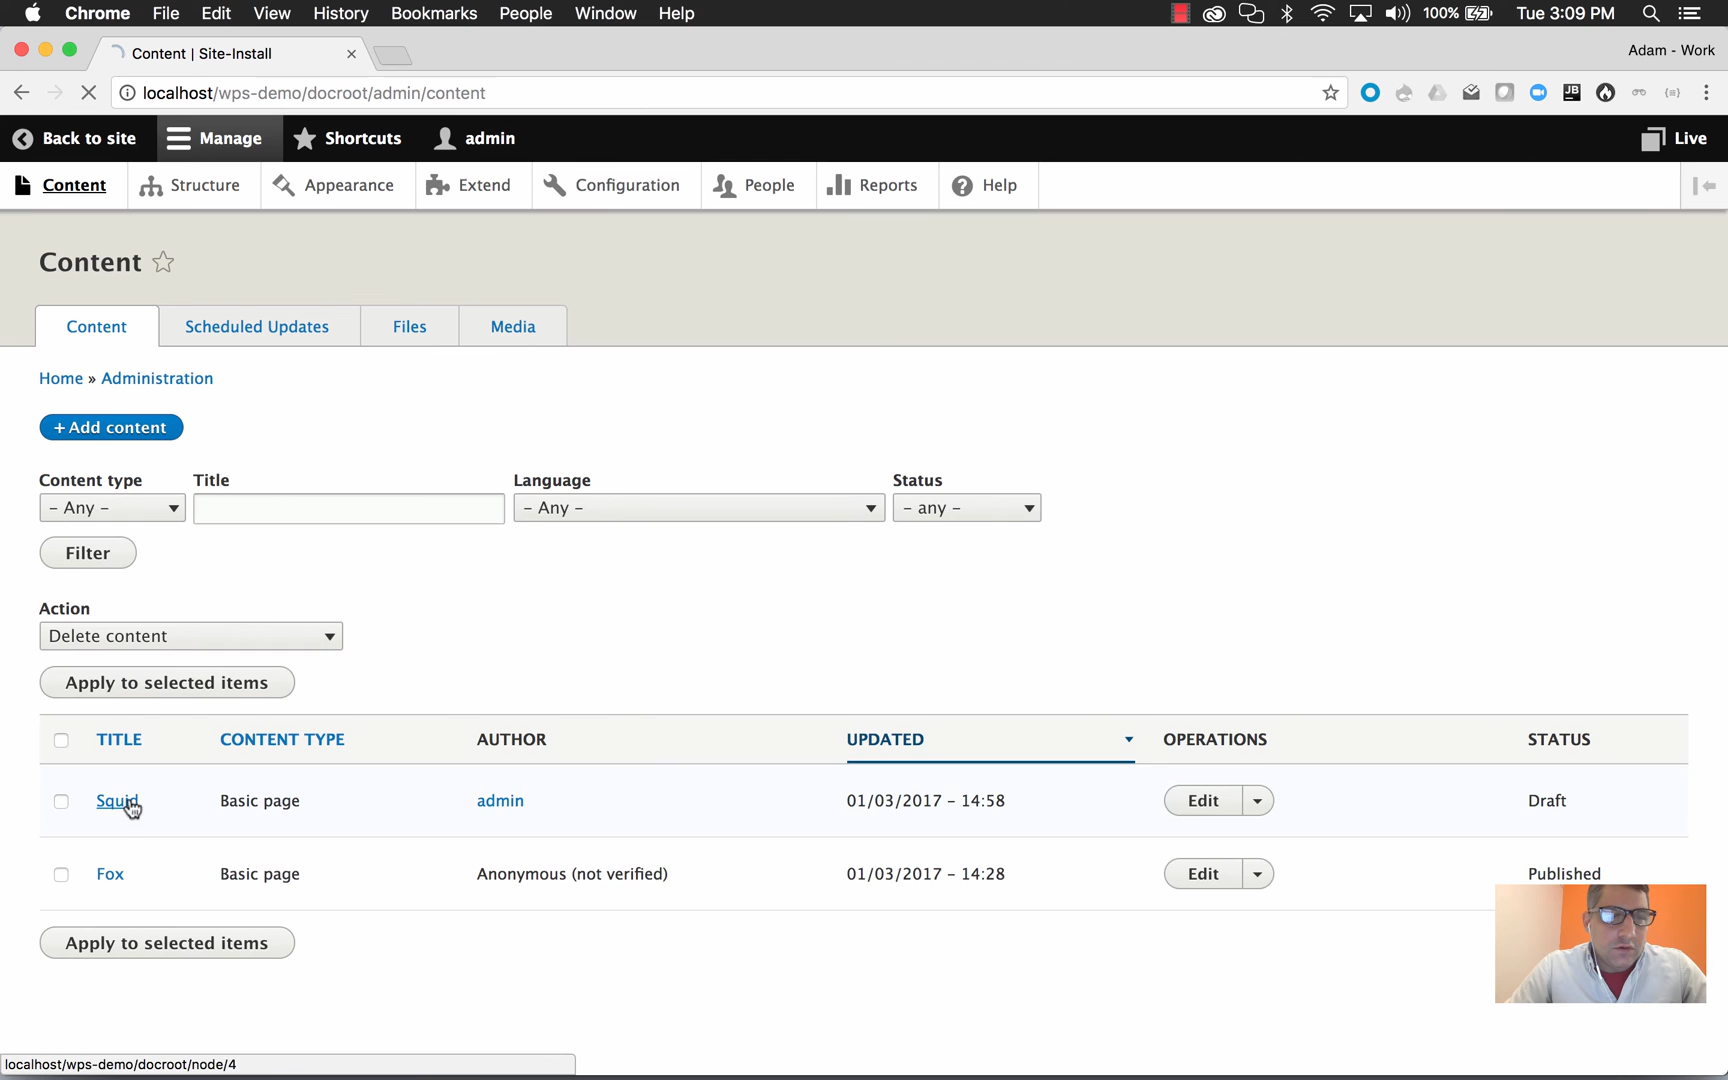 Chrome File Edit View History Bookmarks People Window Help 100% Tue 3:09 PM
Content | Site-Install Adam - Work
localhost/wps-demo/docroot/admin/content
Back to site Manage Shortcuts admin Live
Content Structure Appearance Extend Configuration People Reports Help
Content
Content Scheduled Updates Files Media
Home » Administration
+ Add content
Content type Title Language Status
- Any - - Any - - any -
Filter
Action
Delete content
Apply to selected items
TITLE CONTENT TYPE AUTHOR UPDATED OPERATIONS STATUS
Squid Basic page admin 01/03/2017 - 14:58 Edit Draft
Fox Basic page Anonymous (not verified) 01/03/2017 - 14:28 Edit Published
Apply to selected items
localhost/wps-demo/docroot/node/4